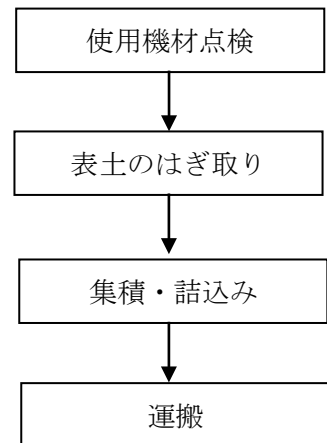 使用機材点検
表土のはぎ取り
集積・詰込み
運搬